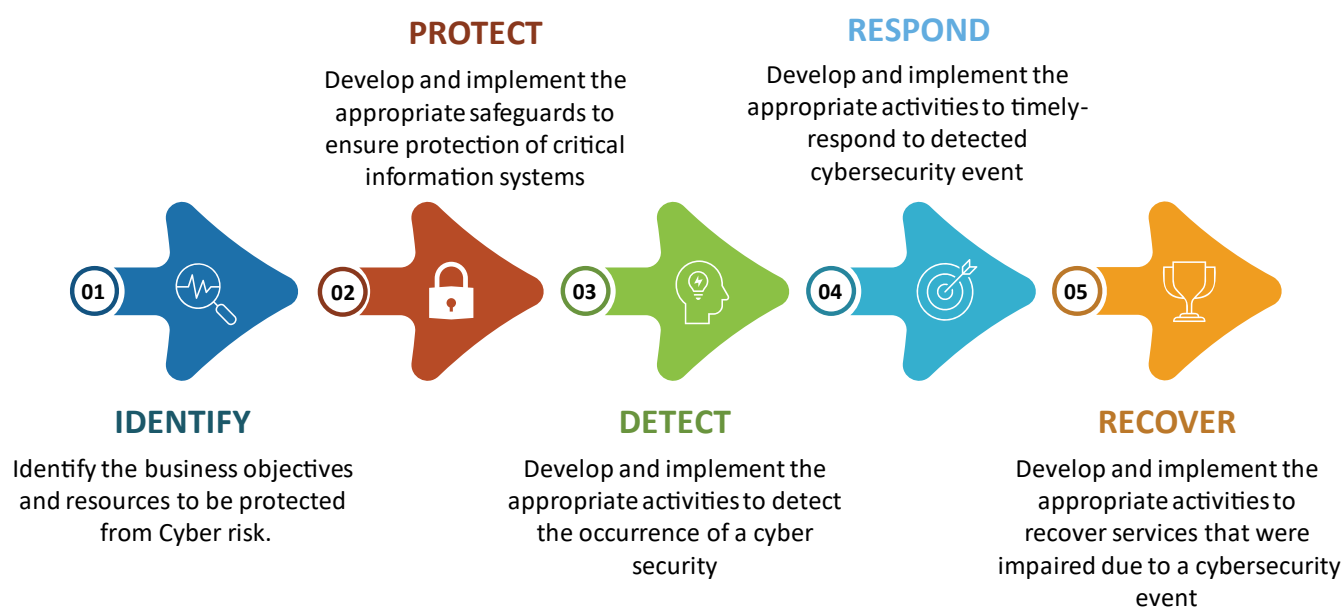 PROTECT
Develop and implement the
appropriate safeguards to
ensure protection of critical
information systems
RESPOND
Develop and implement the
appropriate activities to timely-
respond to detected
cybersecurity event
01
02
03
04
05
IDENTIFY
Identify the business objectives
and resources to be protected
from Cyber risk.
DETECT
Develop and implement the
appropriate activities to detect
the occurrence of a cyber
security
RECOVER
Develop and implement the
appropriate activities to
recover services that were
impaired due to a cybersecurity
event